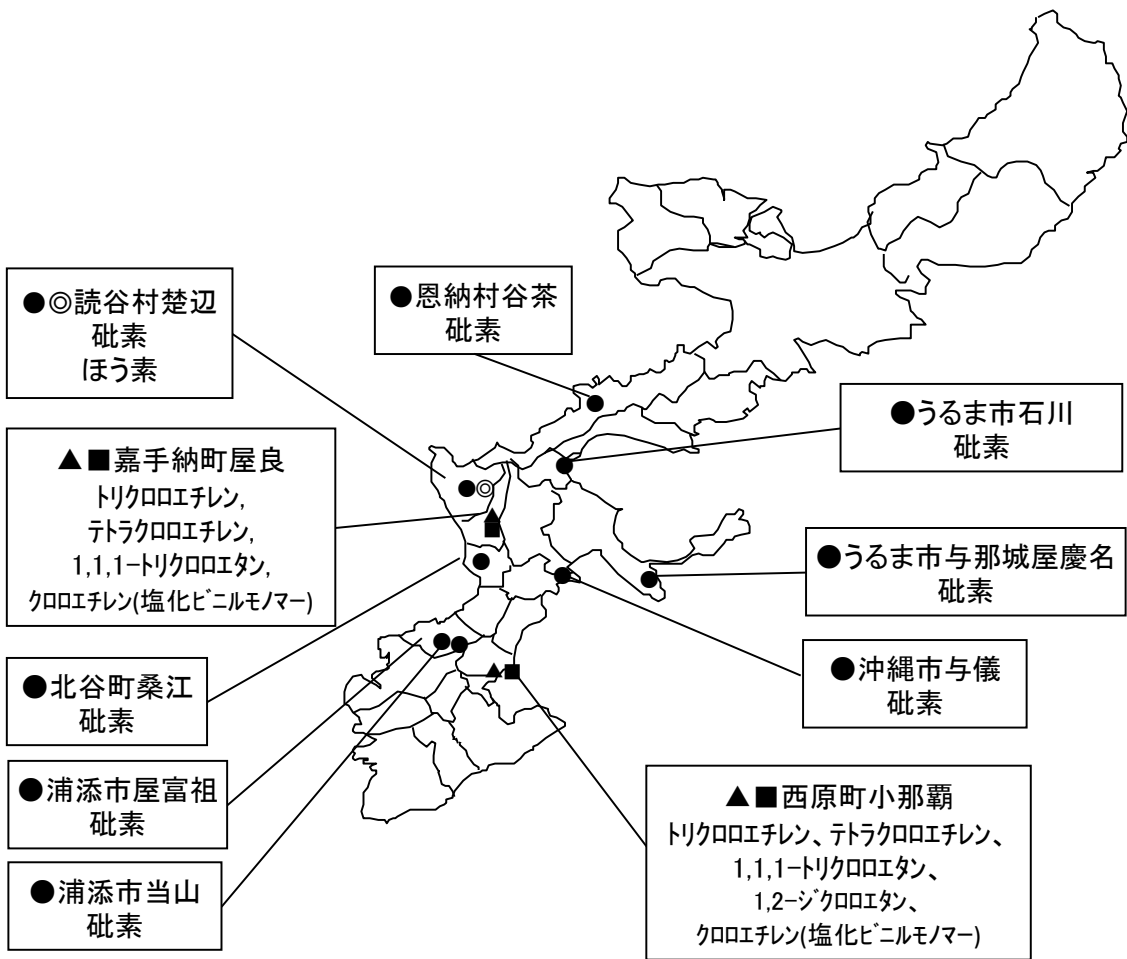 ●◎読谷村楚辺
砒素
ほう素
●恩納村谷茶
砒素
●うるま市石川
砒素
▲■嘉手納町屋良
トリクロロエチレン,
テトラクロロエチレン,
1,1,1−トリクロロエタン,
クロロエチレン(塩化ビニルモノマー)
●うるま市与那城屋慶名
砒素
●北谷町桑江
砒素
●沖縄市与儀
砒素
●浦添市屋富祖
砒素
▲■西原町小那覇
トリクロロエチレン、テトラクロロエチレン、
1,1,1−トリクロロエタン、
1,2−ジクロロエタン、
クロロエチレン(塩化ビニルモノマー)
●浦添市当山
砒素